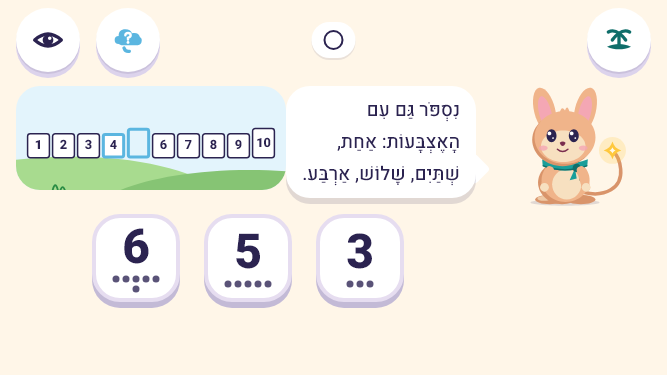 ?
1 2 3 4 6 7 8 9 10
נִסְפֹּר גַּם עִם
הָאֶצְבָּעוֹת: אַחַת,
שְׁתַּיִם, שָׁלוֹשׁ, אַרְבַּע.
6 5 3